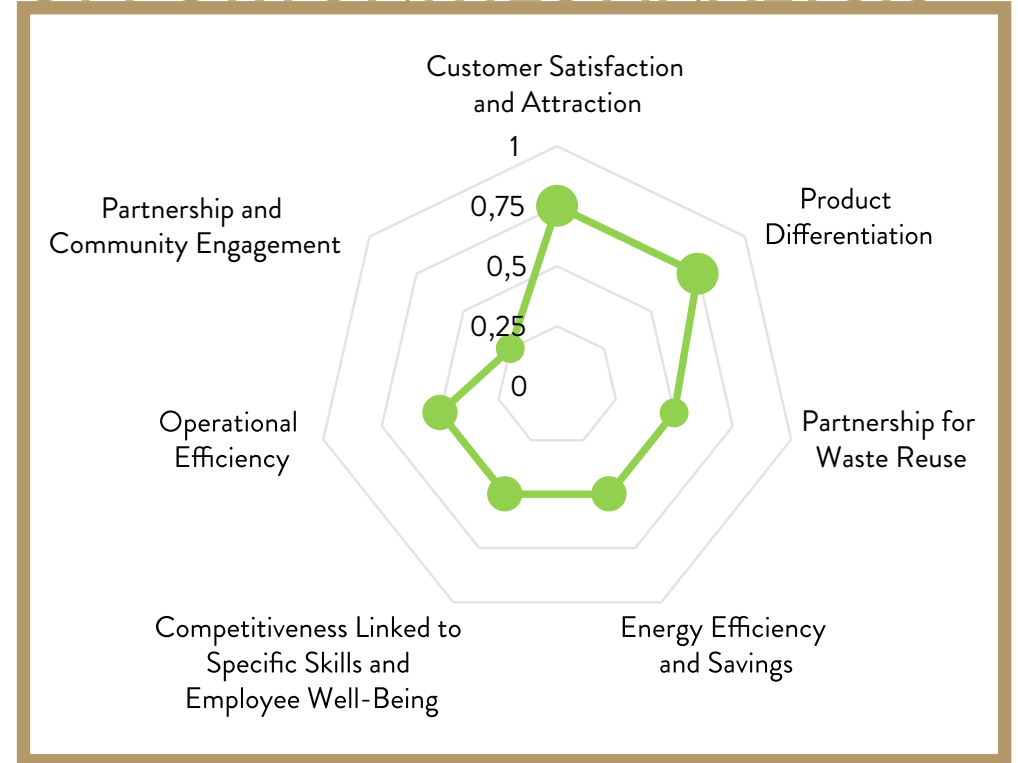 Customer Satisfaction
and Attraction
1
Product
Differentiation
Partnership and
Community Engagement
0,75
0,5
0,25
0
Operational
Efficiency
Partnership for
Waste Reuse
Competitiveness Linked to
Specific Skills and
Employee Well-Being
Energy Efficiency
and Savings